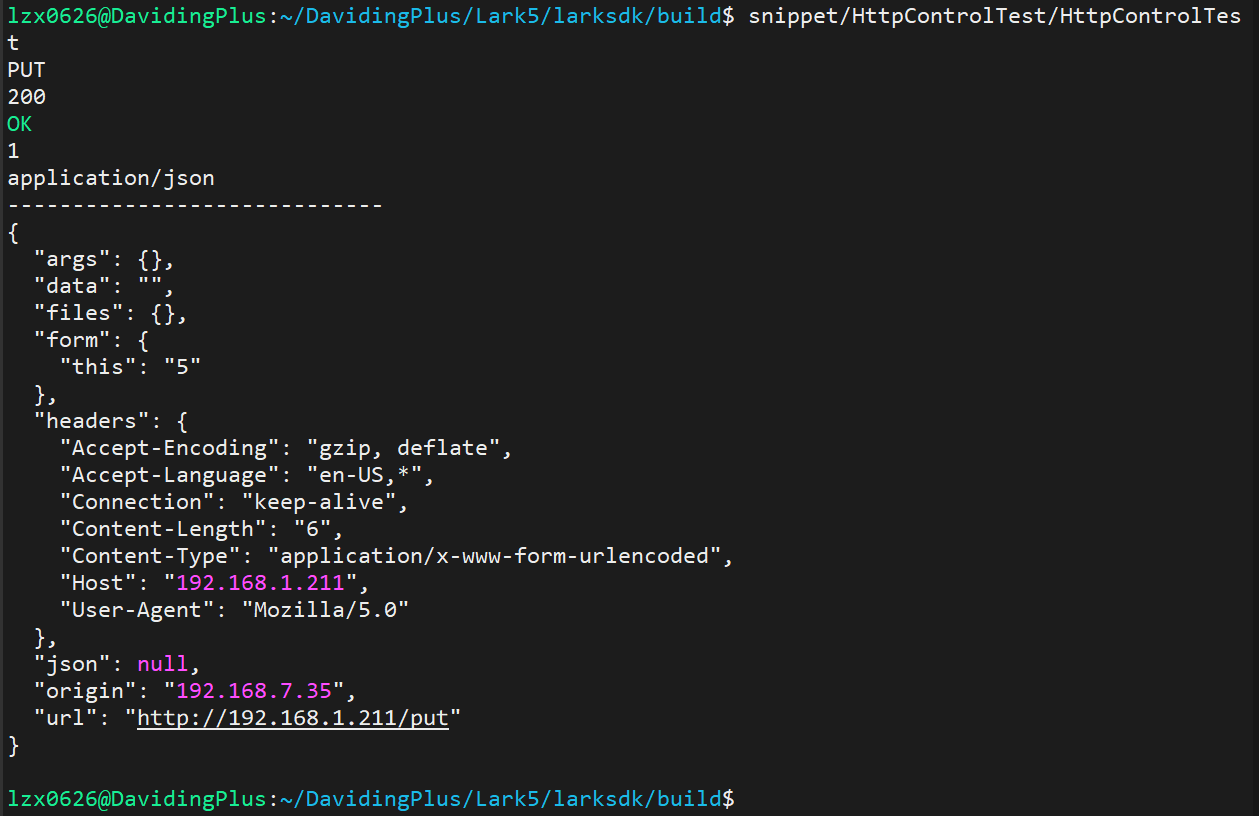 lzx0626@DavidingPlus:~/DavidingPlus/Lark5/larksdk/build$ snippet/HttpControlTest/HttpControlTes
t
PUT
200
OK
1
application/json
-----------------------------
{
  "args": {},
  "data": "",
  "files": {},
  "form": {
    "this": "5"
  },
  "headers": {
    "Accept-Encoding": "gzip, deflate",
    "Accept-Language": "en-US,*",
    "Connection": "keep-alive",
    "Content-Length": "6",
    "Content-Type": "application/x-www-form-urlencoded",
    "Host": "192.168.1.211",
    "User-Agent": "Mozilla/5.0"
  },
  "json": null,
  "origin": "192.168.7.35",
  "url": "http://192.168.1.211/put"
}
lzx0626@DavidingPlus:~/DavidingPlus/Lark5/larksdk/build$